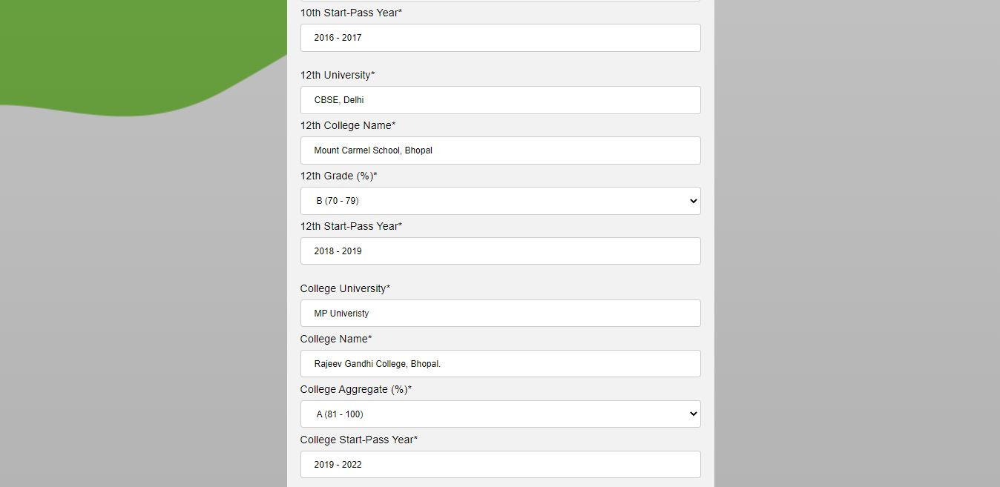 10th Start-Pass Year*
2016 - 2017
12th University*
CBSE, Delhi
12th College Name*
Mount Carmel School, Bhopal
12th Grade (%)*
B (70 - 79)
12th Start-Pass Year*
2018 - 2019
College University*
MP Univeristy
College Name*
Rajeev Gandhi College, Bhopal.
College Aggregate (%)*
A (81 - 100)
College Start-Pass Year*
2019 - 2022